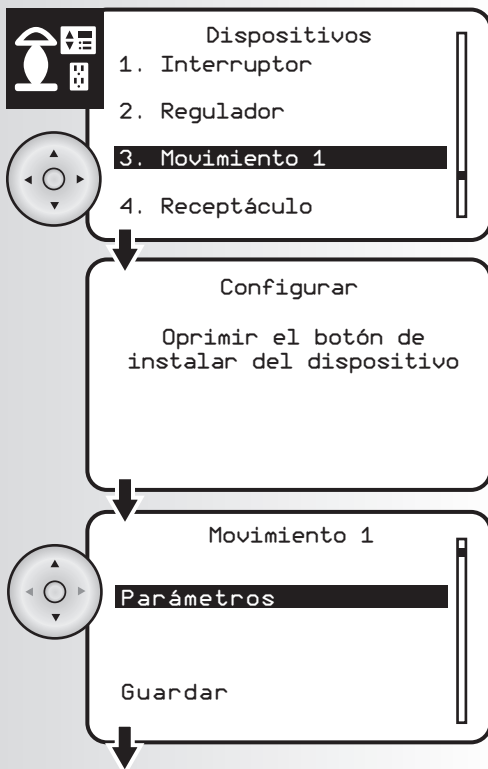 Dispositivos
1. Interruptor
2. Regulador
3. Movimiento 1
4. Receptáculo
Configurar
Oprimir el botón de
instalar del dispositivo
Movimiento 1
Parámetros
Guardar